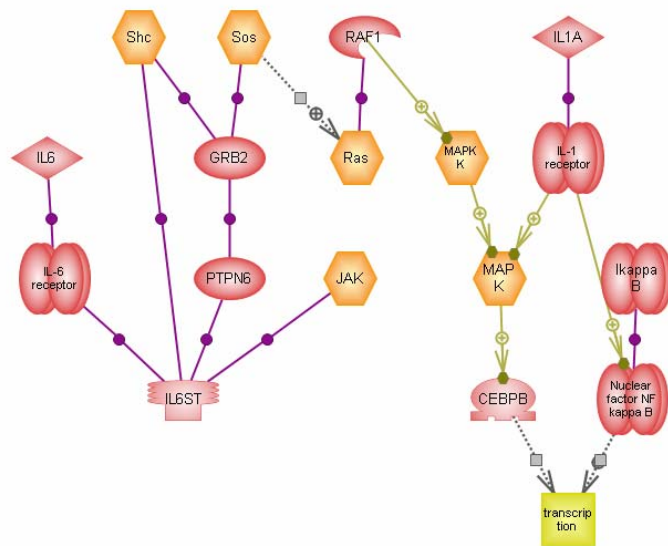 Shc
Sos
RAF1
IL1A
IL6
GRB2
Ras
MAPK
K
IL-1
receptor
IL-6
receptor
PTPN6
JAK
MAP
K
Ikappa
B
IL6ST
CEBPB
Nuclear
factor NF
kappa B
transcrip
tion